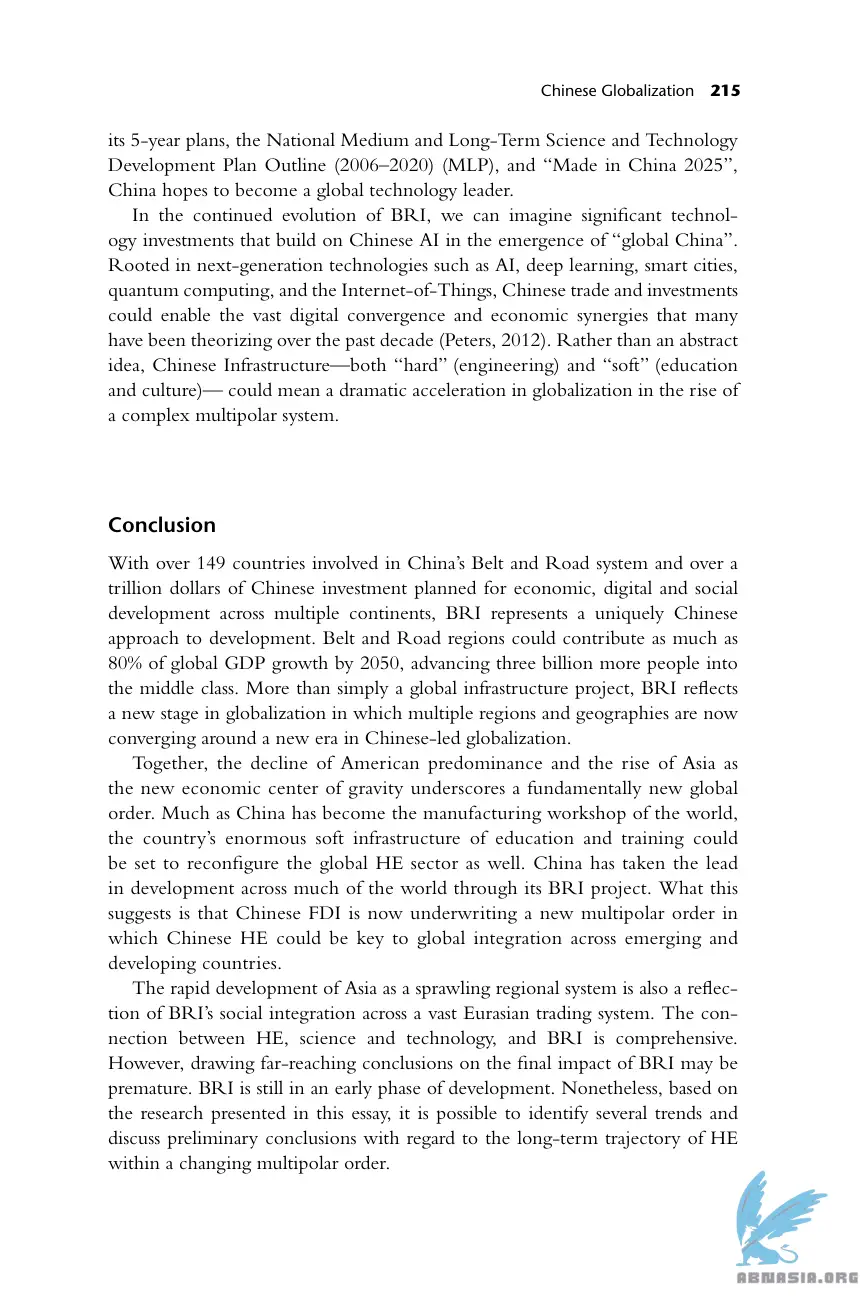 Chinese Globalization 215
its 5-year plans, the National Medium and Long-Term Science and Technology
Development Plan Outline (2006–2020) (MLP), and “Made in China 2025”,
China hopes to become a global technology leader.
In the continued evolution of BRI, we can imagine significant technol-
ogy investments that build on Chinese AI in the emergence of “global China”.
Rooted in next-generation technologies such as AI, deep learning, smart cities,
quantum computing, and the Internet-of-Things, Chinese trade and investments
could enable the vast digital convergence and economic synergies that many
have been theorizing over the past decade (Peters, 2012). Rather than an abstract
idea, Chinese Infrastructure—both “hard” (engineering) and “soft” (education
and culture)— could mean a dramatic acceleration in globalization in the rise of
a complex multipolar system.
Conclusion
With over 149 countries involved in China’s Belt and Road system and over a
trillion dollars of Chinese investment planned for economic, digital and social
development across multiple continents, BRI represents a uniquely Chinese
approach to development. Belt and Road regions could contribute as much as
80% of global GDP growth by 2050, advancing three billion more people into
the middle class. More than simply a global infrastructure project, BRI reflects
a new stage in globalization in which multiple regions and geographies are now
converging around a new era in Chinese-led globalization.
Together, the decline of American predominance and the rise of Asia as
the new economic center of gravity underscores a fundamentally new global
order. Much as China has become the manufacturing workshop of the world,
the country’s enormous soft infrastructure of education and training could
be set to reconfigure the global HE sector as well. China has taken the lead
in development across much of the world through its BRI project. What this
suggests is that Chinese FDI is now underwriting a new multipolar order in
which Chinese HE could be key to global integration across emerging and
developing countries.
The rapid development of Asia as a sprawling regional system is also a reflec-
tion of BRI’s social integration across a vast Eurasian trading system. The con-
nection between HE, science and technology, and BRI is comprehensive.
However, drawing far-reaching conclusions on the final impact of BRI may be
premature. BRI is still in an early phase of development. Nonetheless, based on
the research presented in this essay, it is possible to identify several trends and
discuss preliminary conclusions with regard to the long-term trajectory of HE
within a changing multipolar order.
ABNASIA.ORG